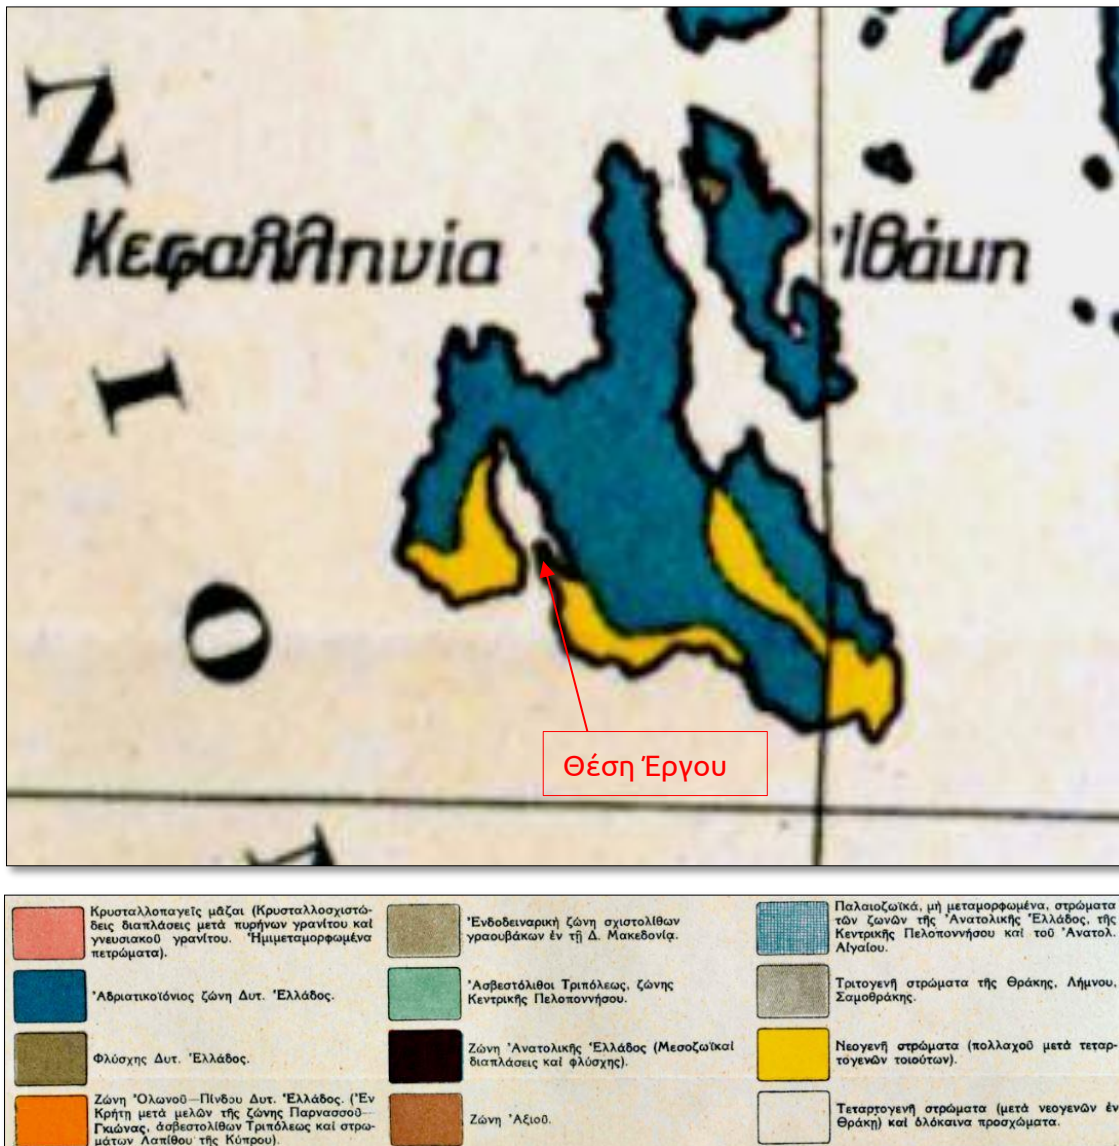 Ζ
Κεφαλληνία
Ἰθάκη
Ι
Ο
Θέση Έργου
Κρυσταλλοπαγεῖς μᾶζαι (Κρυσταλλοσχιστώ-
δεις διαπλάσεις μετὰ πυρήνων γρανίτου καὶ
γνευσιακοῦ γρανίτου. Ἡμιμεταμορφωμένα
πετρώματα).
Ἀδριατικοϊόνιος ζώνη Δυτ. Ἑλλάδος.
Φλύσχης Δυτ. Ἑλλάδος.
Ζώνη Ὀλωνοῦ—Πίνδου Δυτ. Ἑλλάδος. (Ἐν
Κρήτῃ μετὰ μελῶν τῆς ζώνης Παρνασσοῦ—
Γκιώνας, ἀσβεστολίθων Τριπόλεως καὶ στρω-
μάτων Λαπίθου τῆς Κύπρου).
Ἐνδοδειναρικὴ ζώνη σχιστολίθων
γραουβάκων ἐν τῇ Δ. Μακεδονίᾳ.
Ἀσβεστόλιθοι Τριπόλεως, ζώνης
Κεντρικῆς Πελοποννήσου.
Ζώνη Ἀνατολικῆς Ἑλλάδος (Μεσοζωϊκαὶ
διαπλάσεις καὶ φλύσχης).
Ζώνη Ἀξιοῦ.
Παλαιοζωϊκά, μὴ μεταμορφωμένα, στρώματα
τῶν ζωνῶν τῆς Ἀνατολικῆς Ἑλλάδος, τῆς
Κεντρικῆς Πελοποννήσου καὶ τοῦ Ἀνατολ.
Αἰγαίου.
Τριτογενῆ στρώματα τῆς Θράκης, Λήμνου,
Σαμοθράκης.
Νεογενῆ στρώματα (πολλαχοῦ μετὰ τεταρ-
τογενῶν τοιούτων).
Τεταρτογενῆ στρώματα (μετὰ νεογενῶν ἐν
Θράκῃ) καὶ ὁλόκαινα προσχώματα.